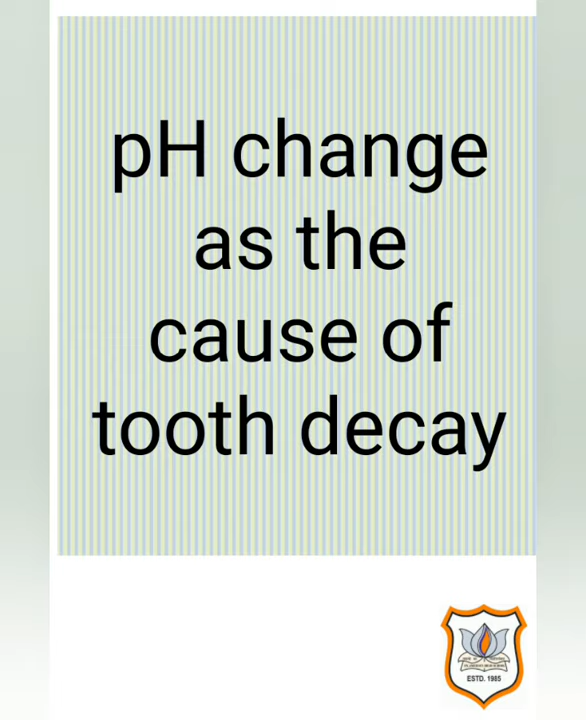 pH change
as the
cause of
tooth decay
ESTD. 1985